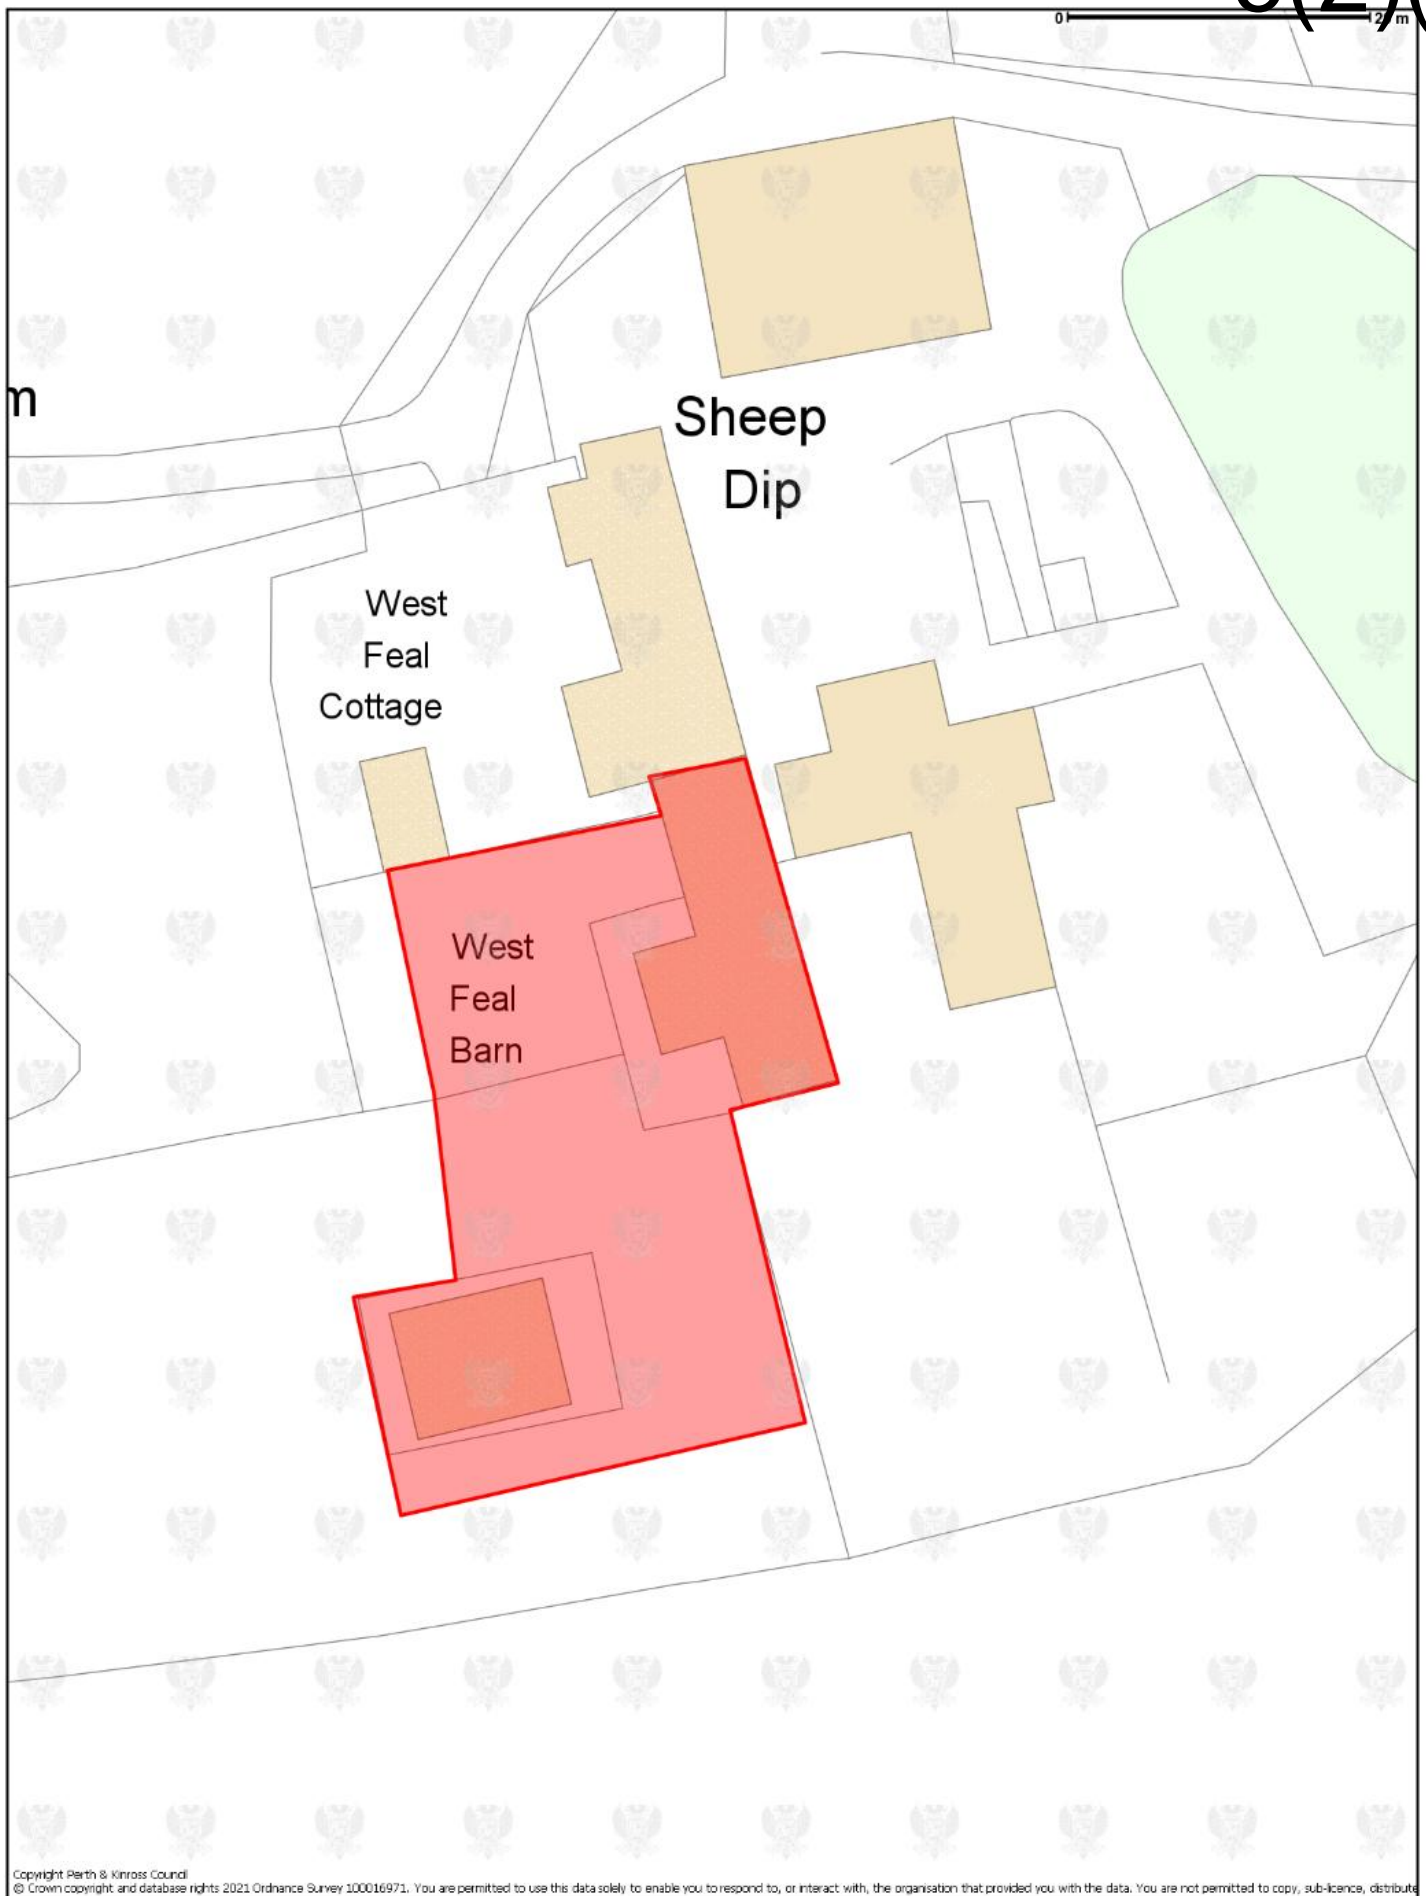 0 m
m
Sheep
Dip
West
Feal
Cottage
West
Feal
Barn
Copyright Perth & Kinross Council
© Crown copyright and database rights 2021 Ordnance Survey 100016971. You are permitted to use this data solely to enable you to respond to, or interact with, the organisation that provided you with the data. You are not permitted to copy, sub-licence, distribute